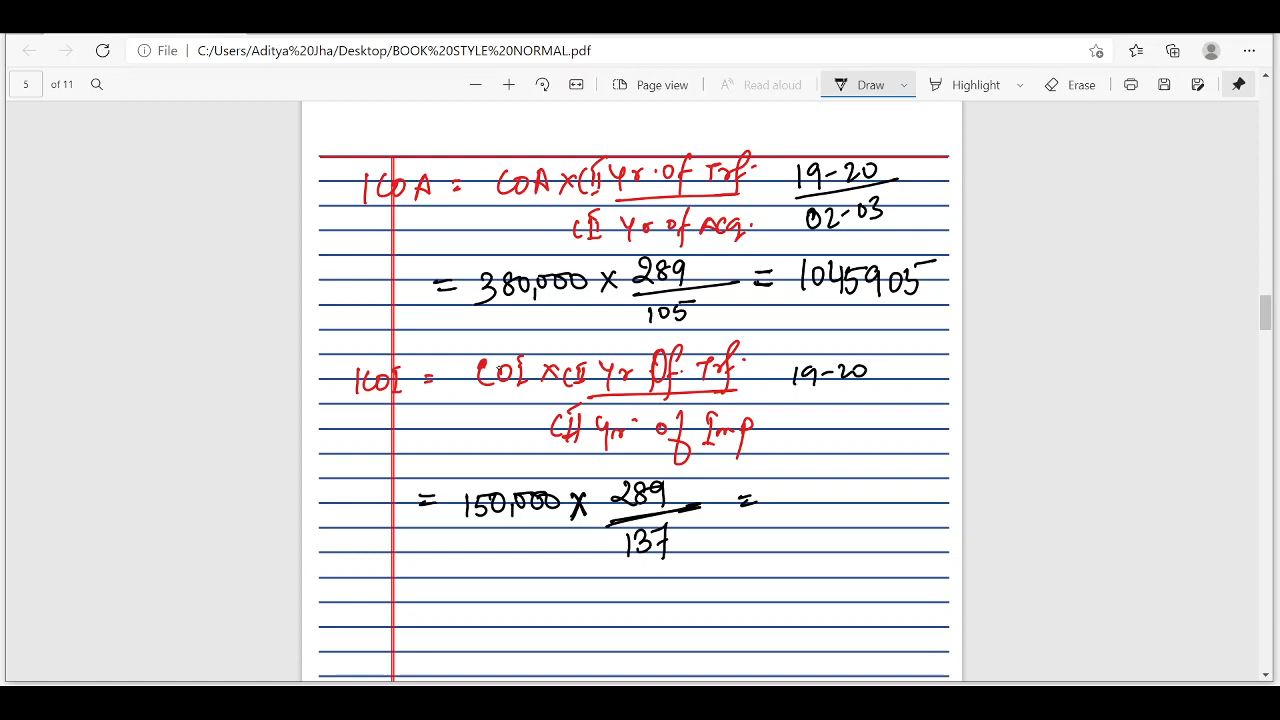 File C:/Users/Aditya%20Jha/Desktop/BOOK%20STYLE%20NORMAL.pdf
5 of 11 Page view Read aloud Draw Highlight Erase
ICOA = COA × CII Yr. of Trf. 19-20
CII Yr of Acq. 02-03
= 380,000 × 289 = 1045905
105
ICOI = COI × CII Yr Of Trf. 19-20
CII Yr of Imp
= 150,000 × 289 =
137